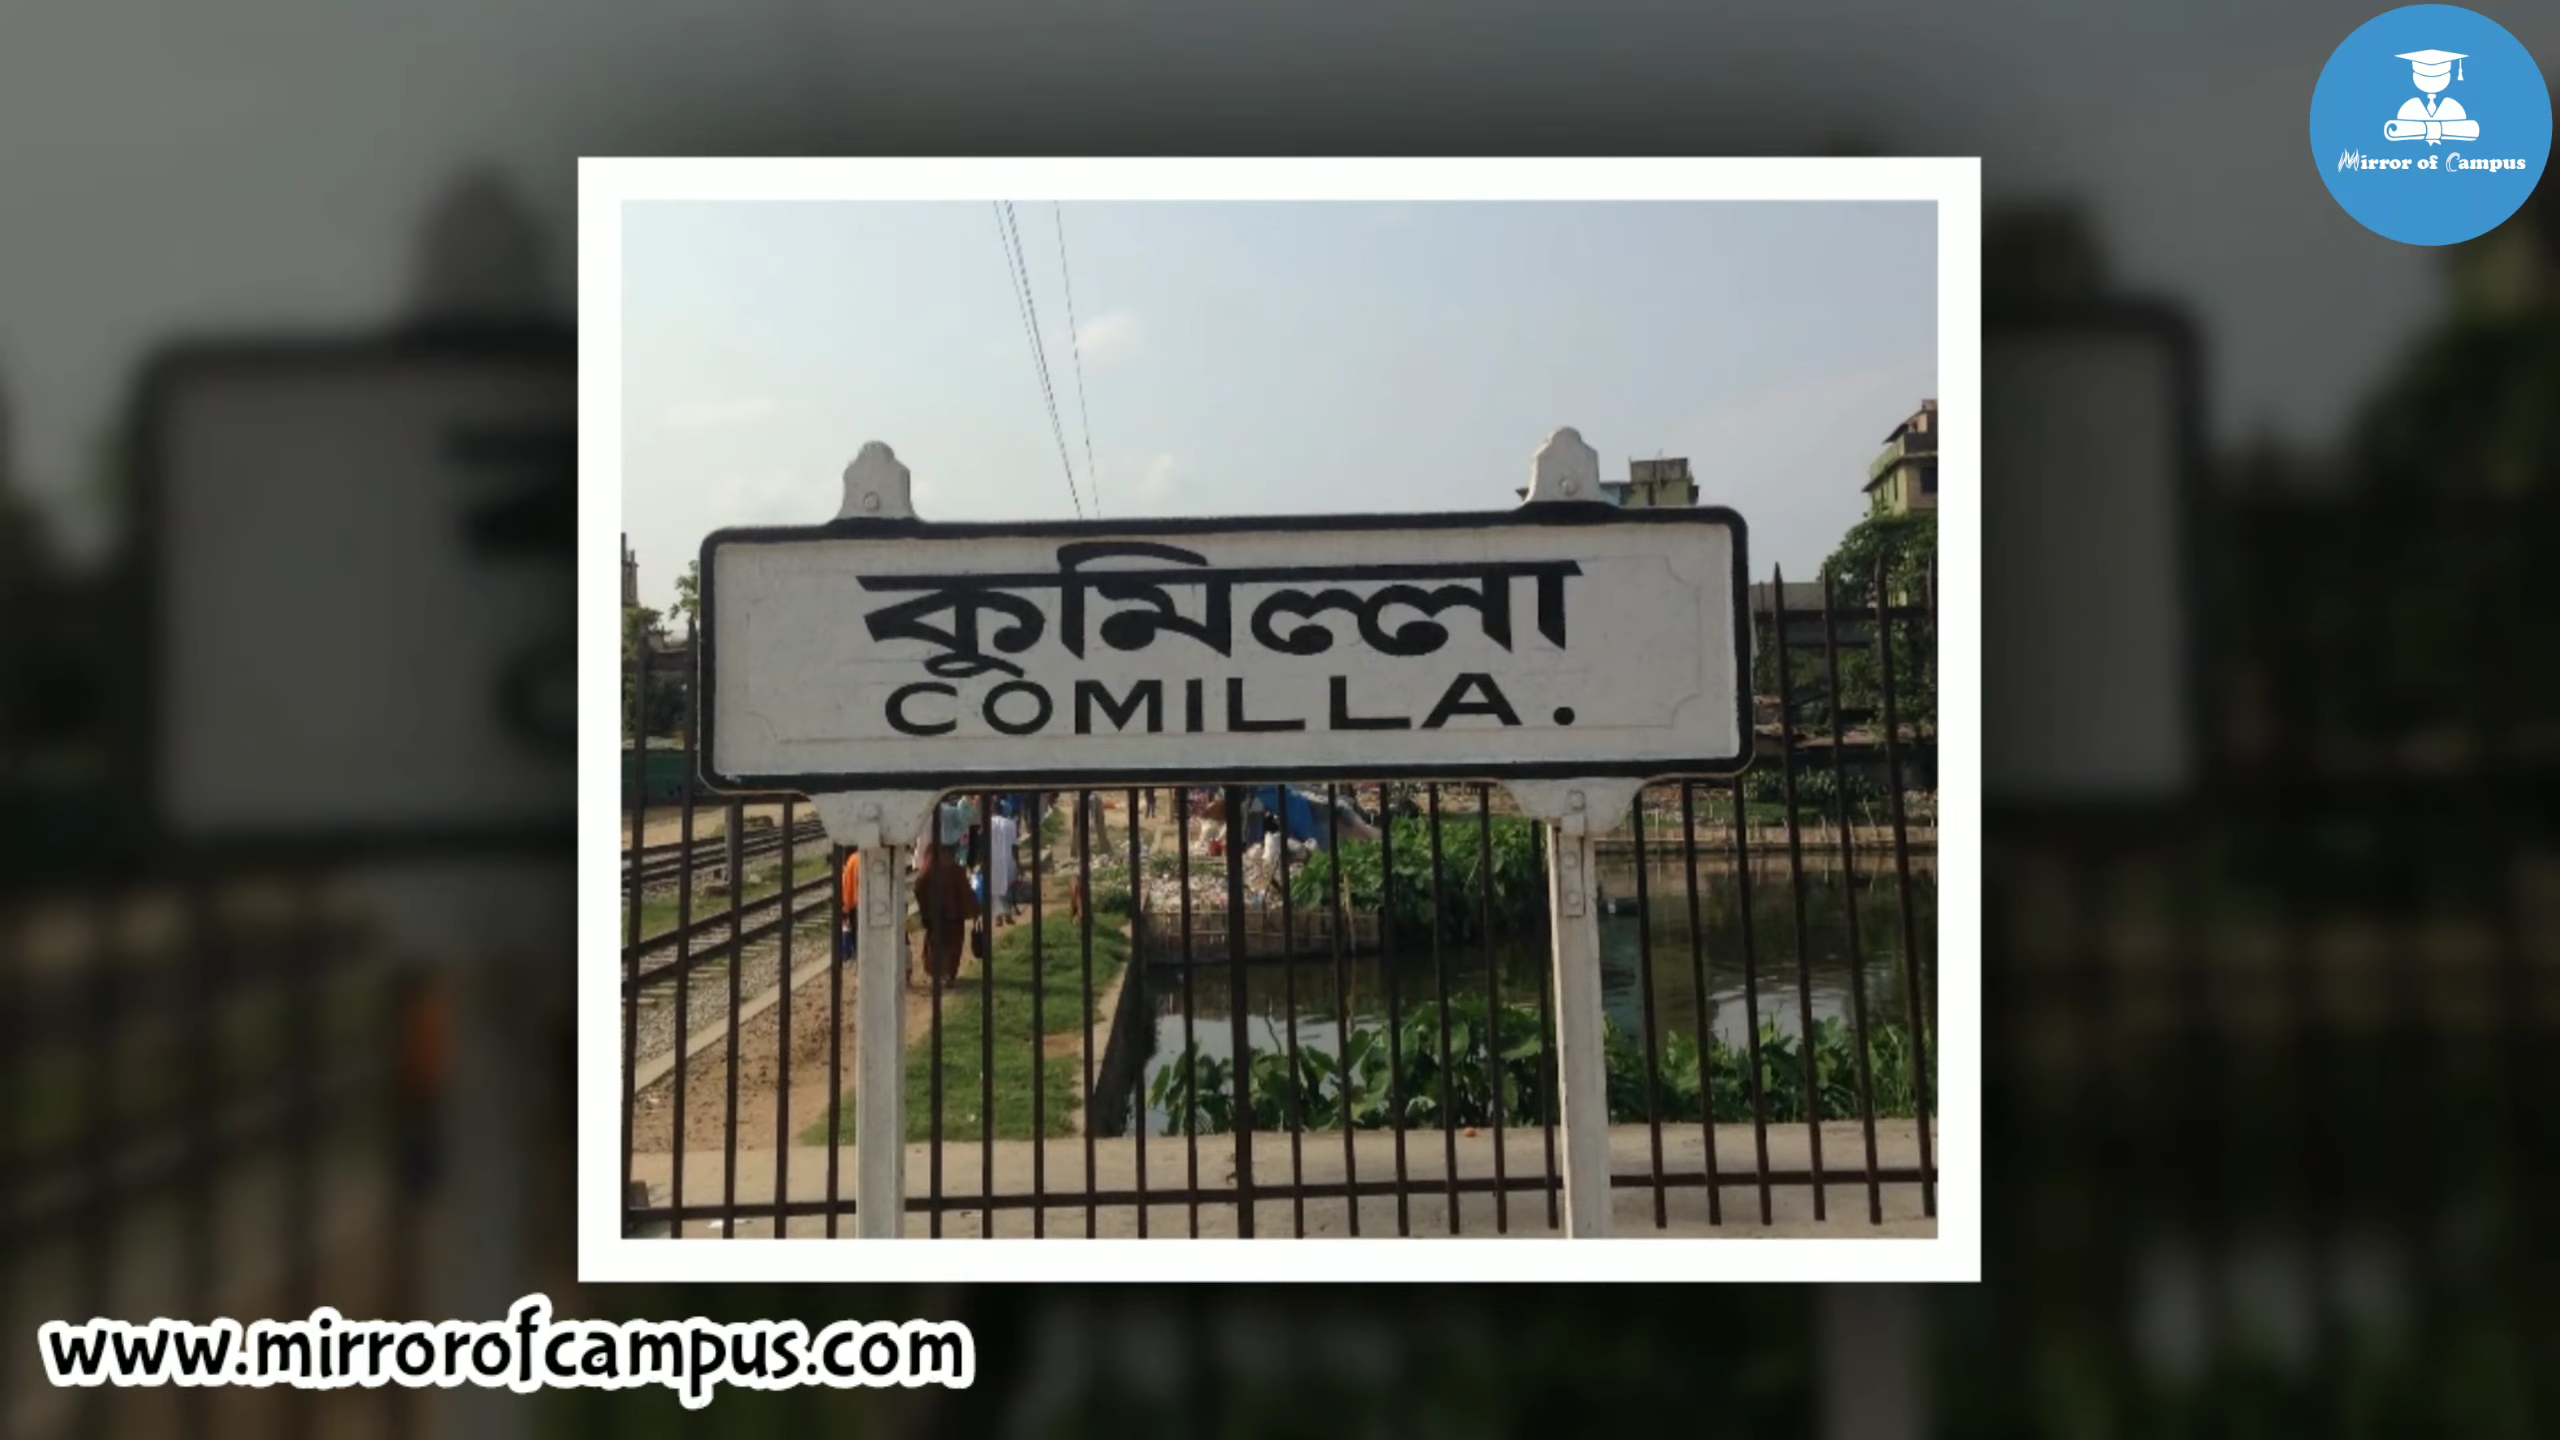 Mirror of Campus
কুমিল্লা
COMILLA.
www.mirrorofcampus.com